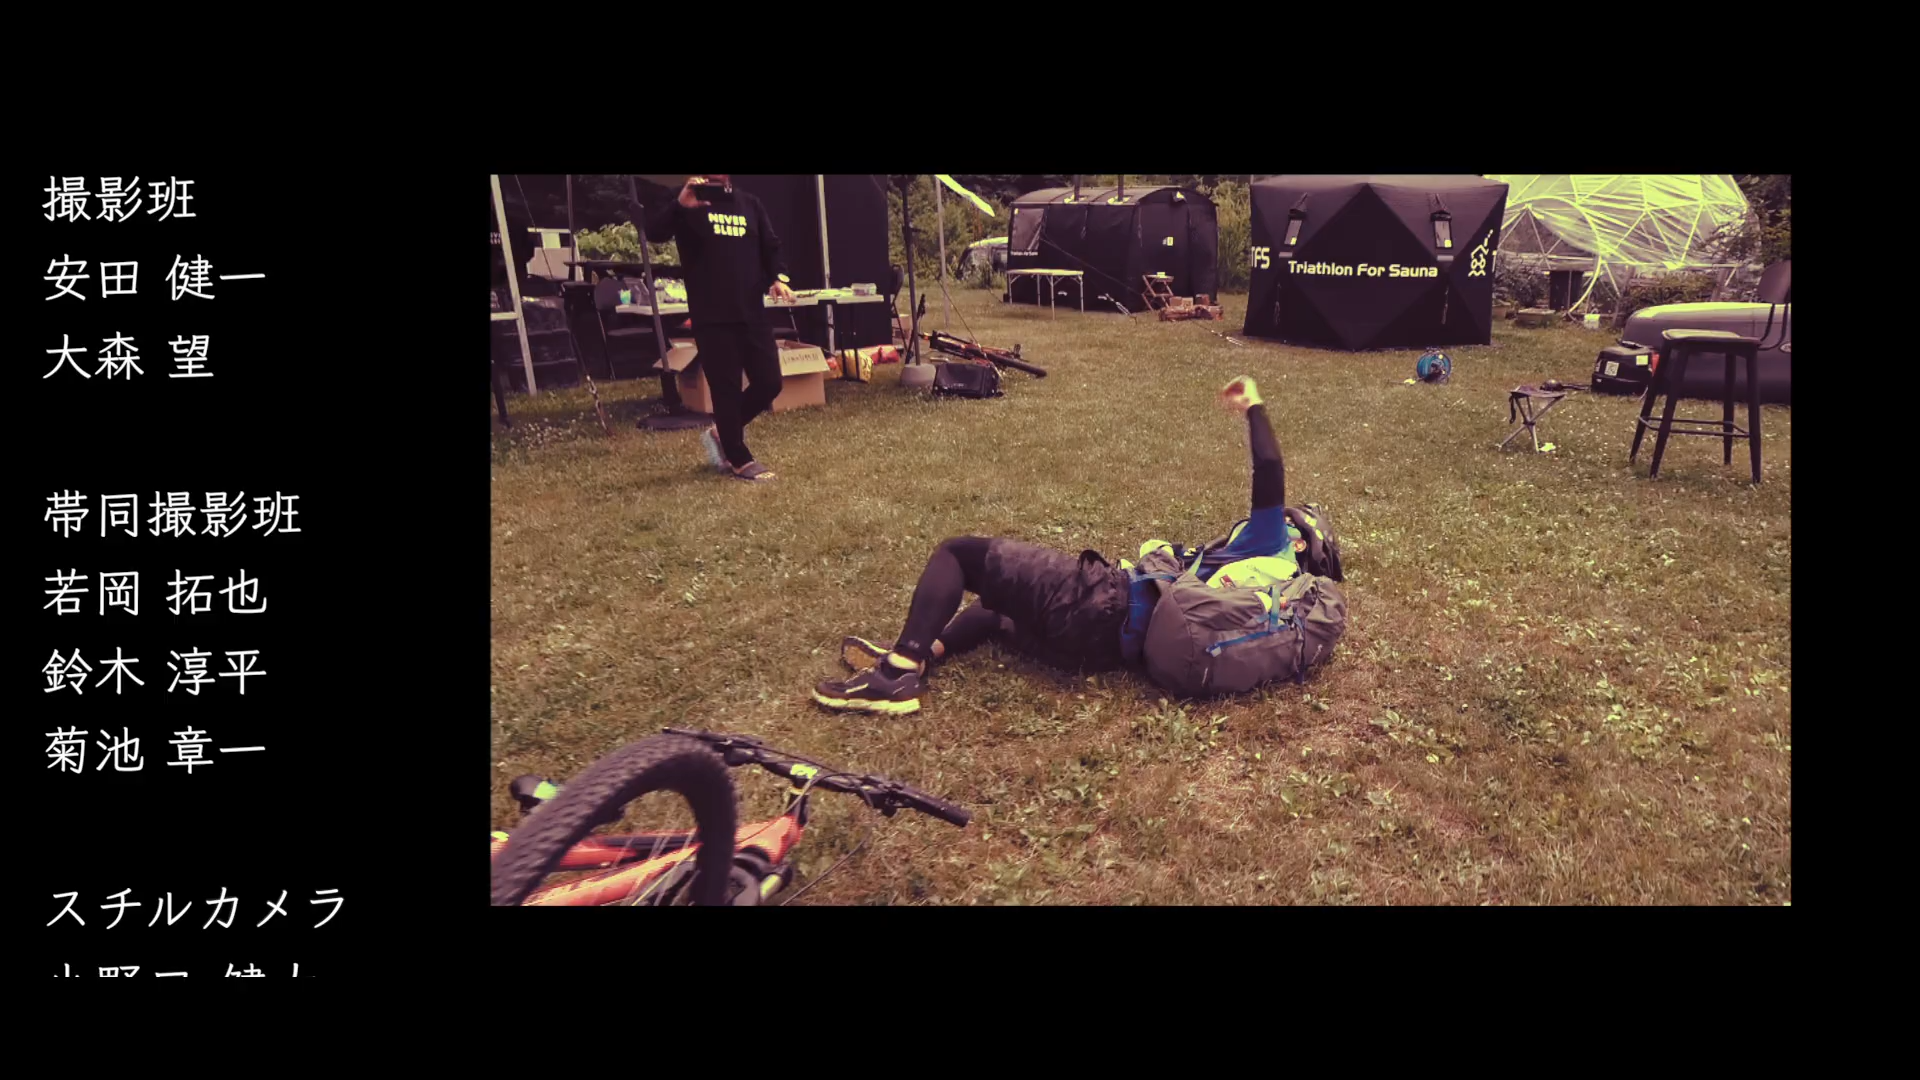 撮影班
安田 健一
大森 望
帯同撮影班
若岡 拓也
鈴木 淳平
菊池 章一
スチルカメラ
NEVER
SLEEP
TFS
Triathlon For Sauna